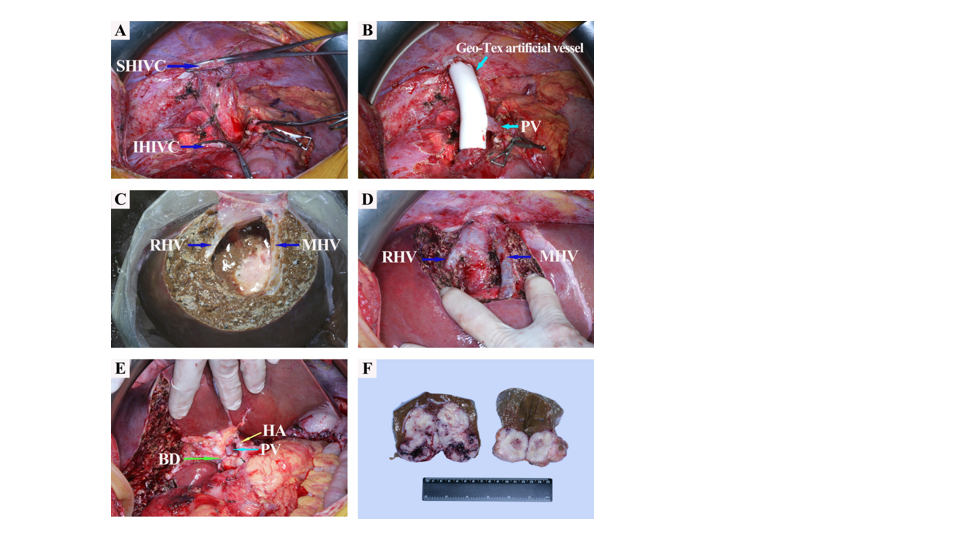 A
SHIVC
IHIVC
B
Geo-Tex artificial vessel
PV
C
RHV
MHV
D
RHV
MHV
E
HA
PV
BD
F